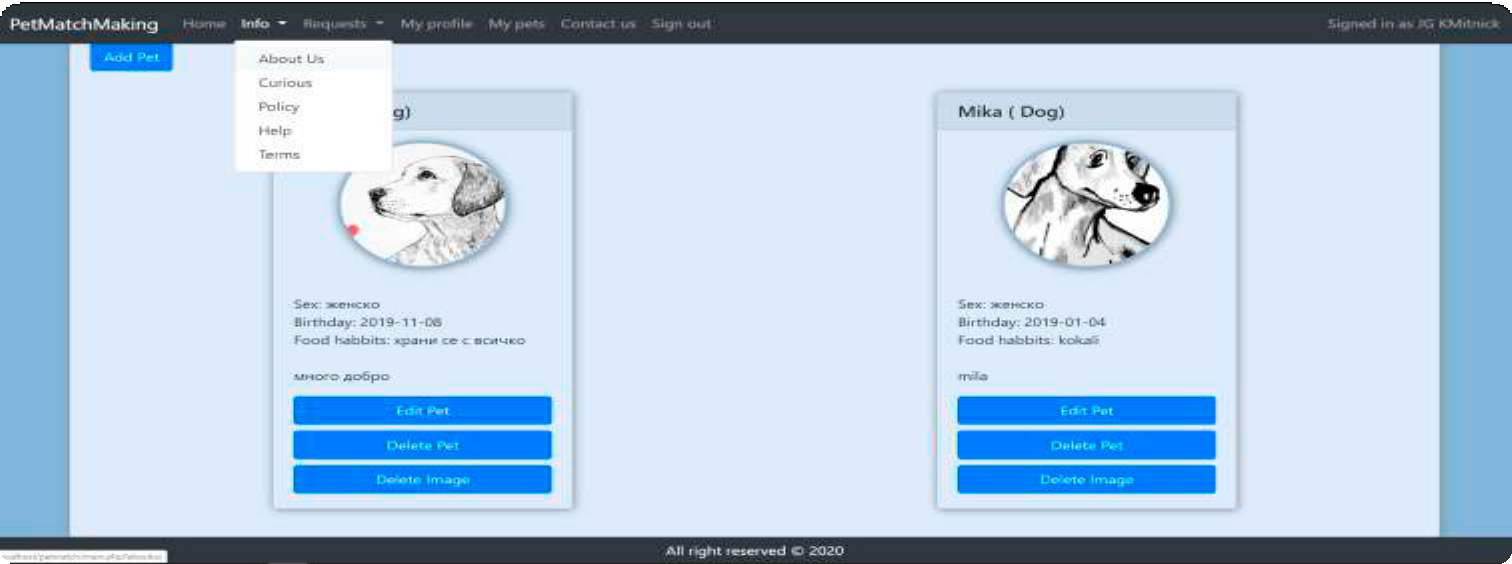 PetMatchMaking Home Info Requests My profile My pets Contact us Sign out Signed in as JG KMitnick
Add Pet
About Us
Curious
Policy
Help
Terms
g)
Sex: женско
Birthday: 2019-11-08
Food habbits: храни се с всичко
много добро
Edit Pet
Delete Pet
Delete Image
Mika ( Dog)
Sex: женско
Birthday: 2019-01-04
Food habbits: kokali
mila
Edit Pet
Delete Pet
Delete Image
All right reserved © 2020